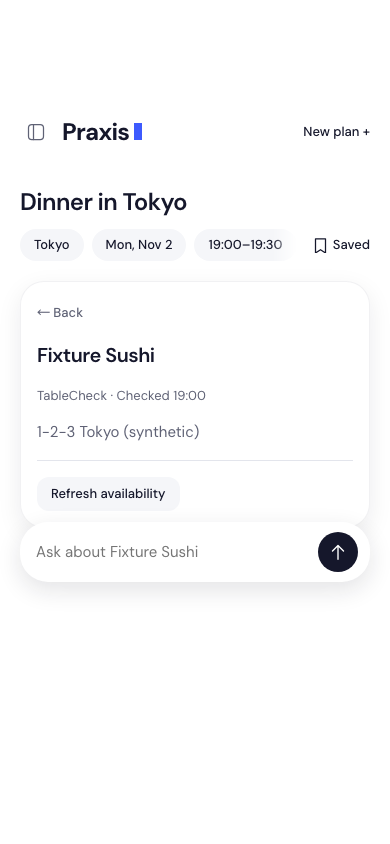 Praxis
New plan +
Dinner in Tokyo
Tokyo
Mon, Nov 2
19:00–19:30
Saved
← Back
Fixture Sushi
TableCheck · Checked 19:00
1-2-3 Tokyo (synthetic)
Refresh availability
Ask about Fixture Sushi